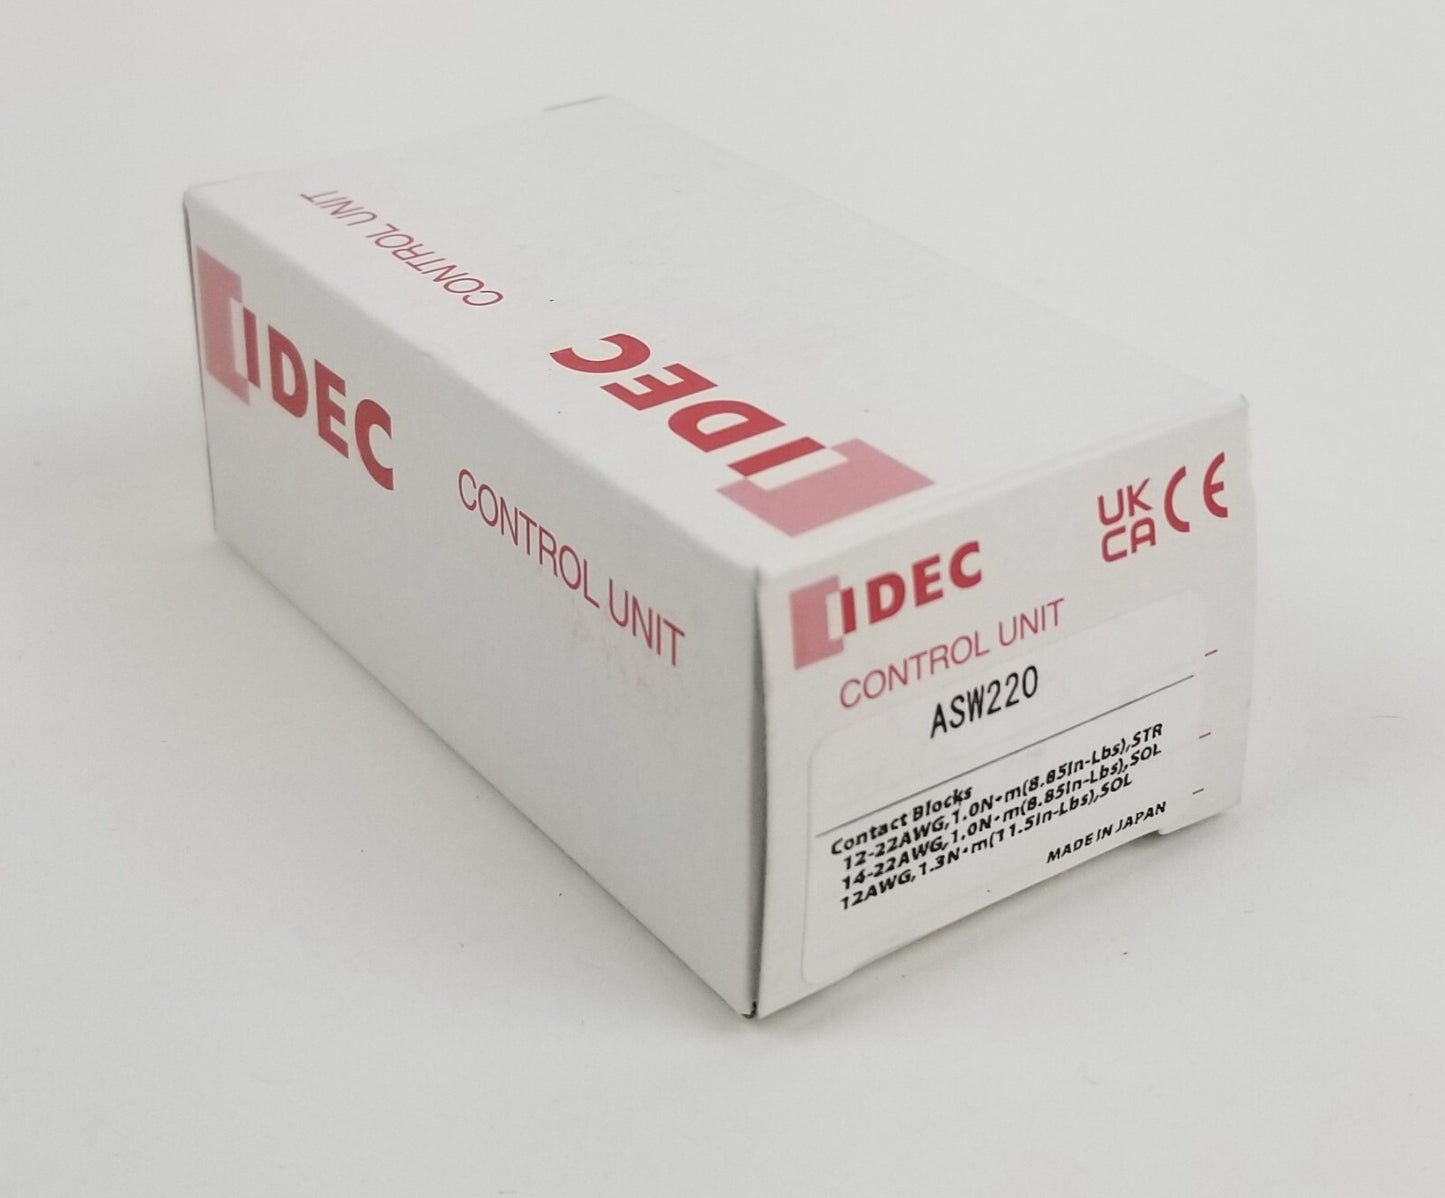 CONTROL UNIT
IDEC
IDEC
CONTROL UNIT
IDEC
UK
CA CE
CONTROL UNIT
ASW220
Contact Blocks
12-22AWG,1.0N·m(8.85In-Lbs),STR
14-22AWG,1.0N·m(8.85In-Lbs),SOL
12AWG,1.3N·m(11.5In-Lbs),SOL
MADE IN JAPAN